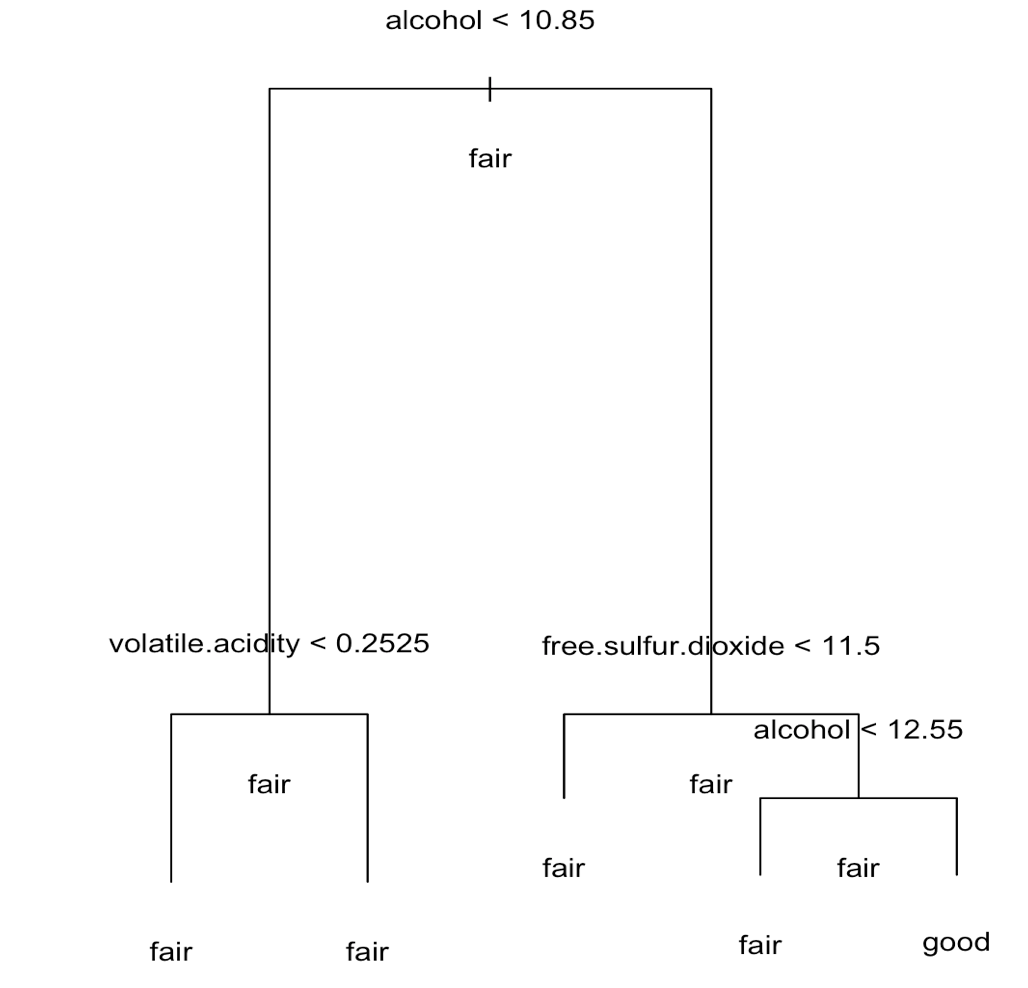 alcohol < 10.85
fair
volatile.acidity < 0.2525
free.sulfur.dioxide < 11.5
alcohol < 12.55
fair
fair
fair
fair
fair
fair
fair
good